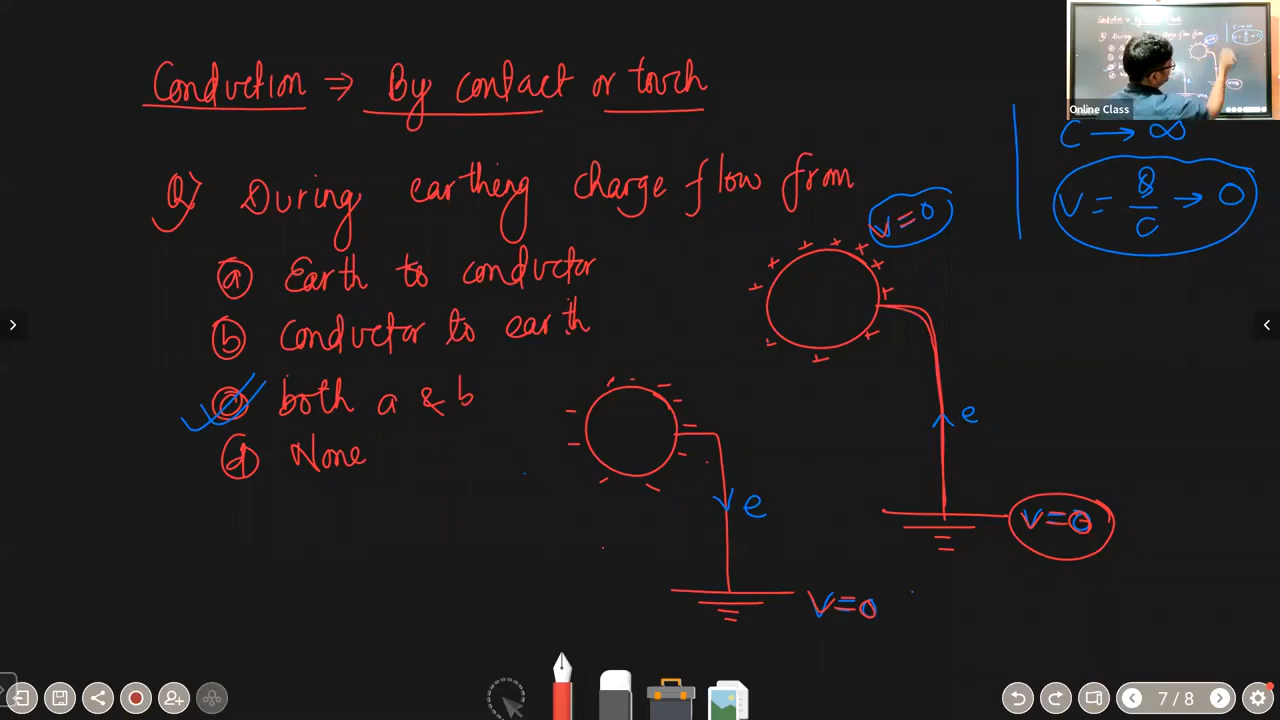 Conduction ⇒ By contact or touch
Q) During earthing charge flow from
(a) Earth to conductor
(b) Conductor to earth
(c) both a & b
(d) None
V=0
e
V=0
e
V=0
C → ∞
V = Q/C → 0
Online Class
7 / 8